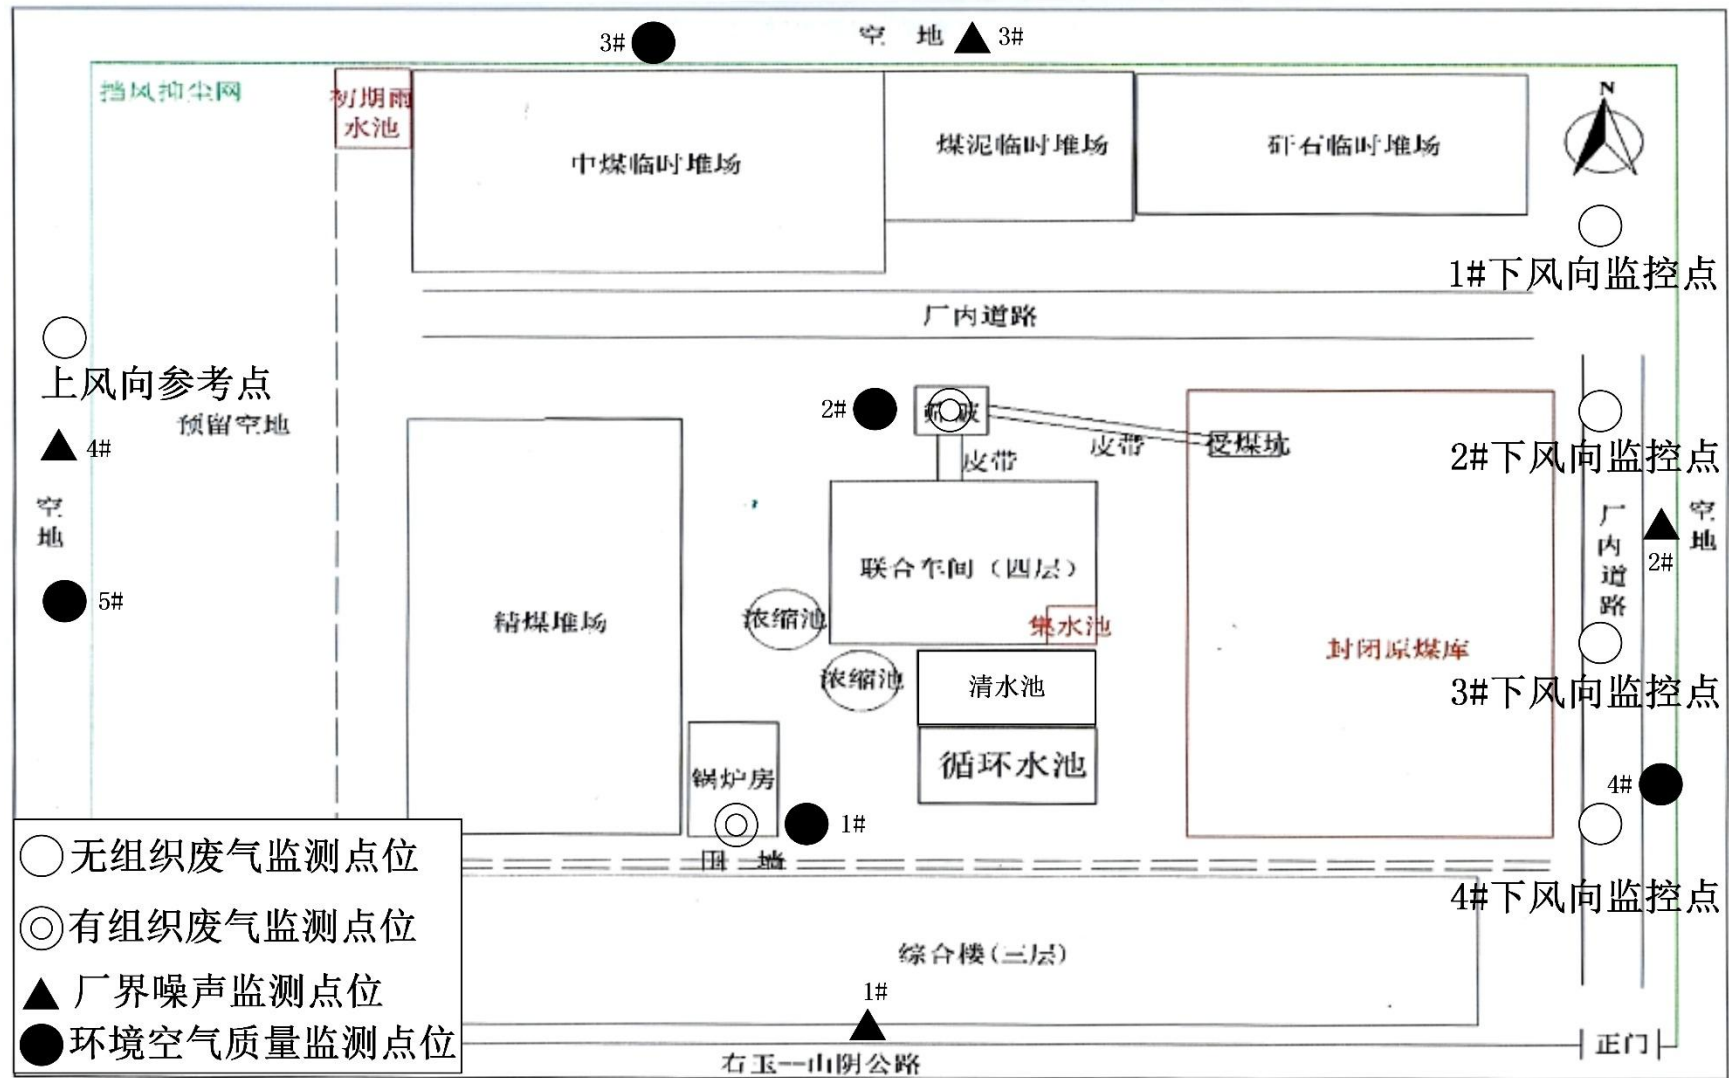 3#
空 地
3#
挡风抑尘网
初期雨
水池
中煤临时堆场
煤泥临时堆场
矸石临时堆场
N
1#下风向监控点
厂内道路
上风向参考点
预留空地
4#
空
地
5#
2#
筛破
皮带
皮带
受煤坑
2#下风向监控点
厂
内
道
路
空
地
2#
联合车间（四层）
精煤堆场
浓缩池
集水池
浓缩池
清水池
封闭原煤库
3#下风向监控点
锅炉房
循环水池
4#
1#
围 墙
4#下风向监控点
无组织废气监测点位
有组织废气监测点位
厂界噪声监测点位
环境空气质量监测点位
综合楼(三层)
1#
右玉--山阴公路
正门